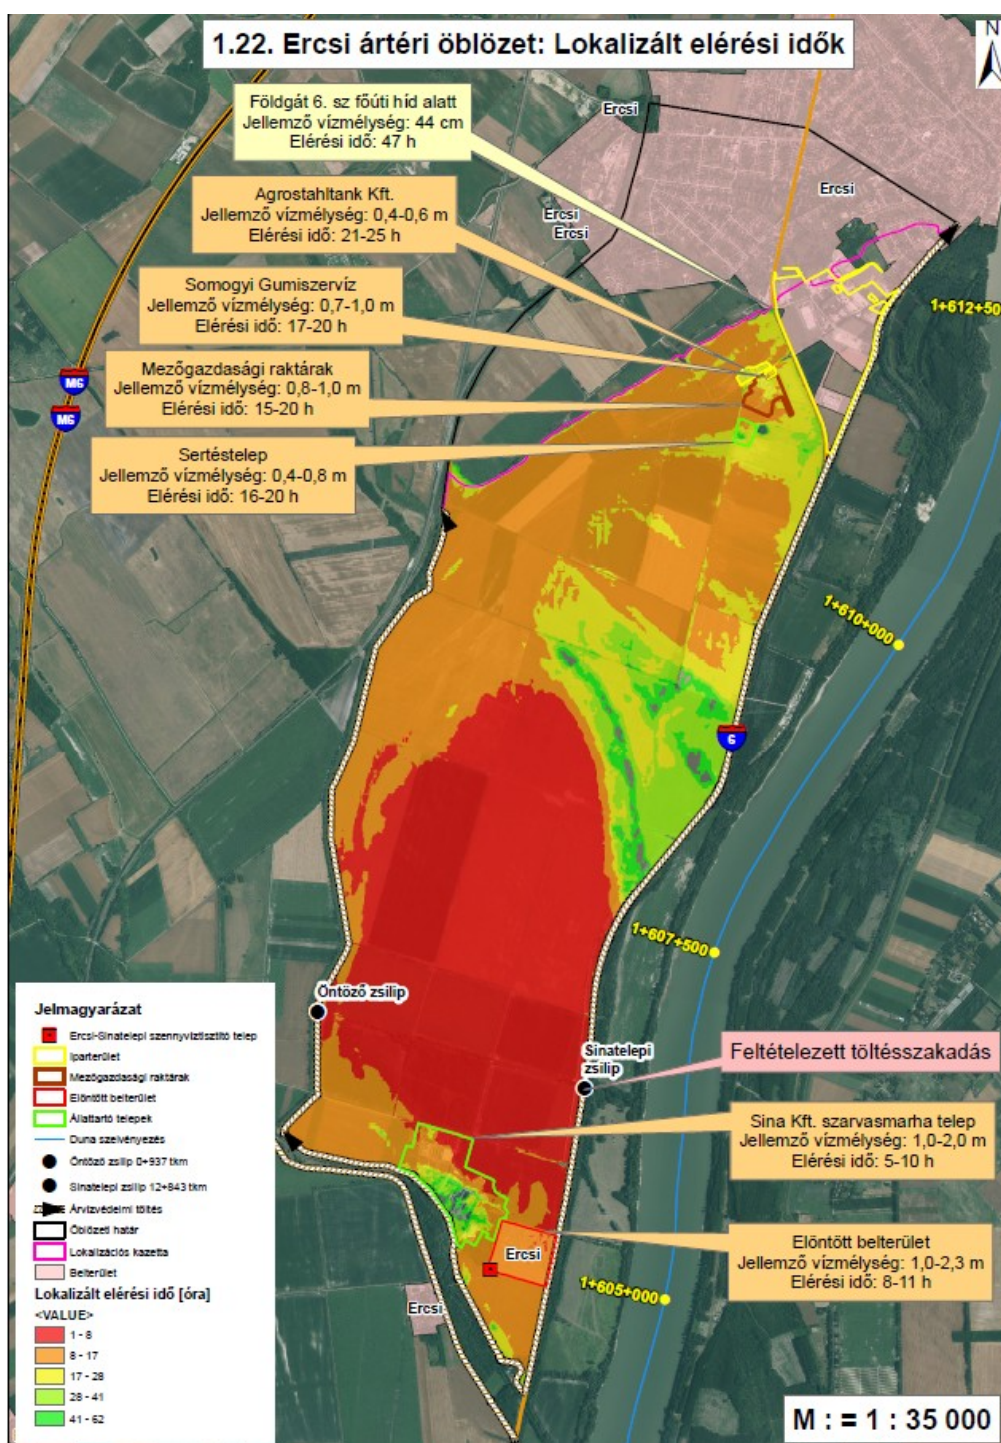 1.22. Ercsi ártéri öblözet: Lokalizált elérési idők
N
Földgát 6. sz főúti híd alatt
Jellemző vízmélység: 44 cm
Elérési idő: 47 h
Ercsi
Ercsi
Agrostahltank Kft.
Jellemző vízmélység: 0,4-0,6 m
Elérési idő: 21-25 h
Ercsi
Ercsi
Somogyi Gumiszervíz
Jellemző vízmélység: 0,7-1,0 m
Elérési idő: 17-20 h
1+612+50
Mezőgazdasági raktárak
Jellemző vízmélység: 0,8-1,0 m
Elérési idő: 15-20 h
M6
M6
Sertéstelep
Jellemző vízmélység: 0,4-0,8 m
Elérési idő: 16-20 h
1+610+000
6
1+607+500
Öntöző zsilip
Sinatelepi
zsilip
Feltételezett töltésszakadás
Sina Kft. szarvasmarha telep
Jellemző vízmélység: 1,0-2,0 m
Elérési idő: 5-10 h
Elöntött belterület
Jellemző vízmélység: 1,0-2,3 m
Elérési idő: 8-11 h
Ercsi
Ercsi
1+605+000
Jelmagyarázat
Ercsi-Sinatelepi szennyvíztisztító telep
Iparterület
Mezőgazdasági raktárak
Elöntött belterület
Állattartó telepek
Duna szelvényezés
Öntöző zsilip 0+937 tkm
Sinatelepi zsilip 12+843 tkm
Árvízvédelmi töltés
Öblözeti határ
Lokalizációs kazetta
Belterület
Lokalizált elérési idő [óra]
<VALUE>
1 - 8
8 - 17
17 - 28
28 - 41
41 - 62
M : = 1 : 35 000